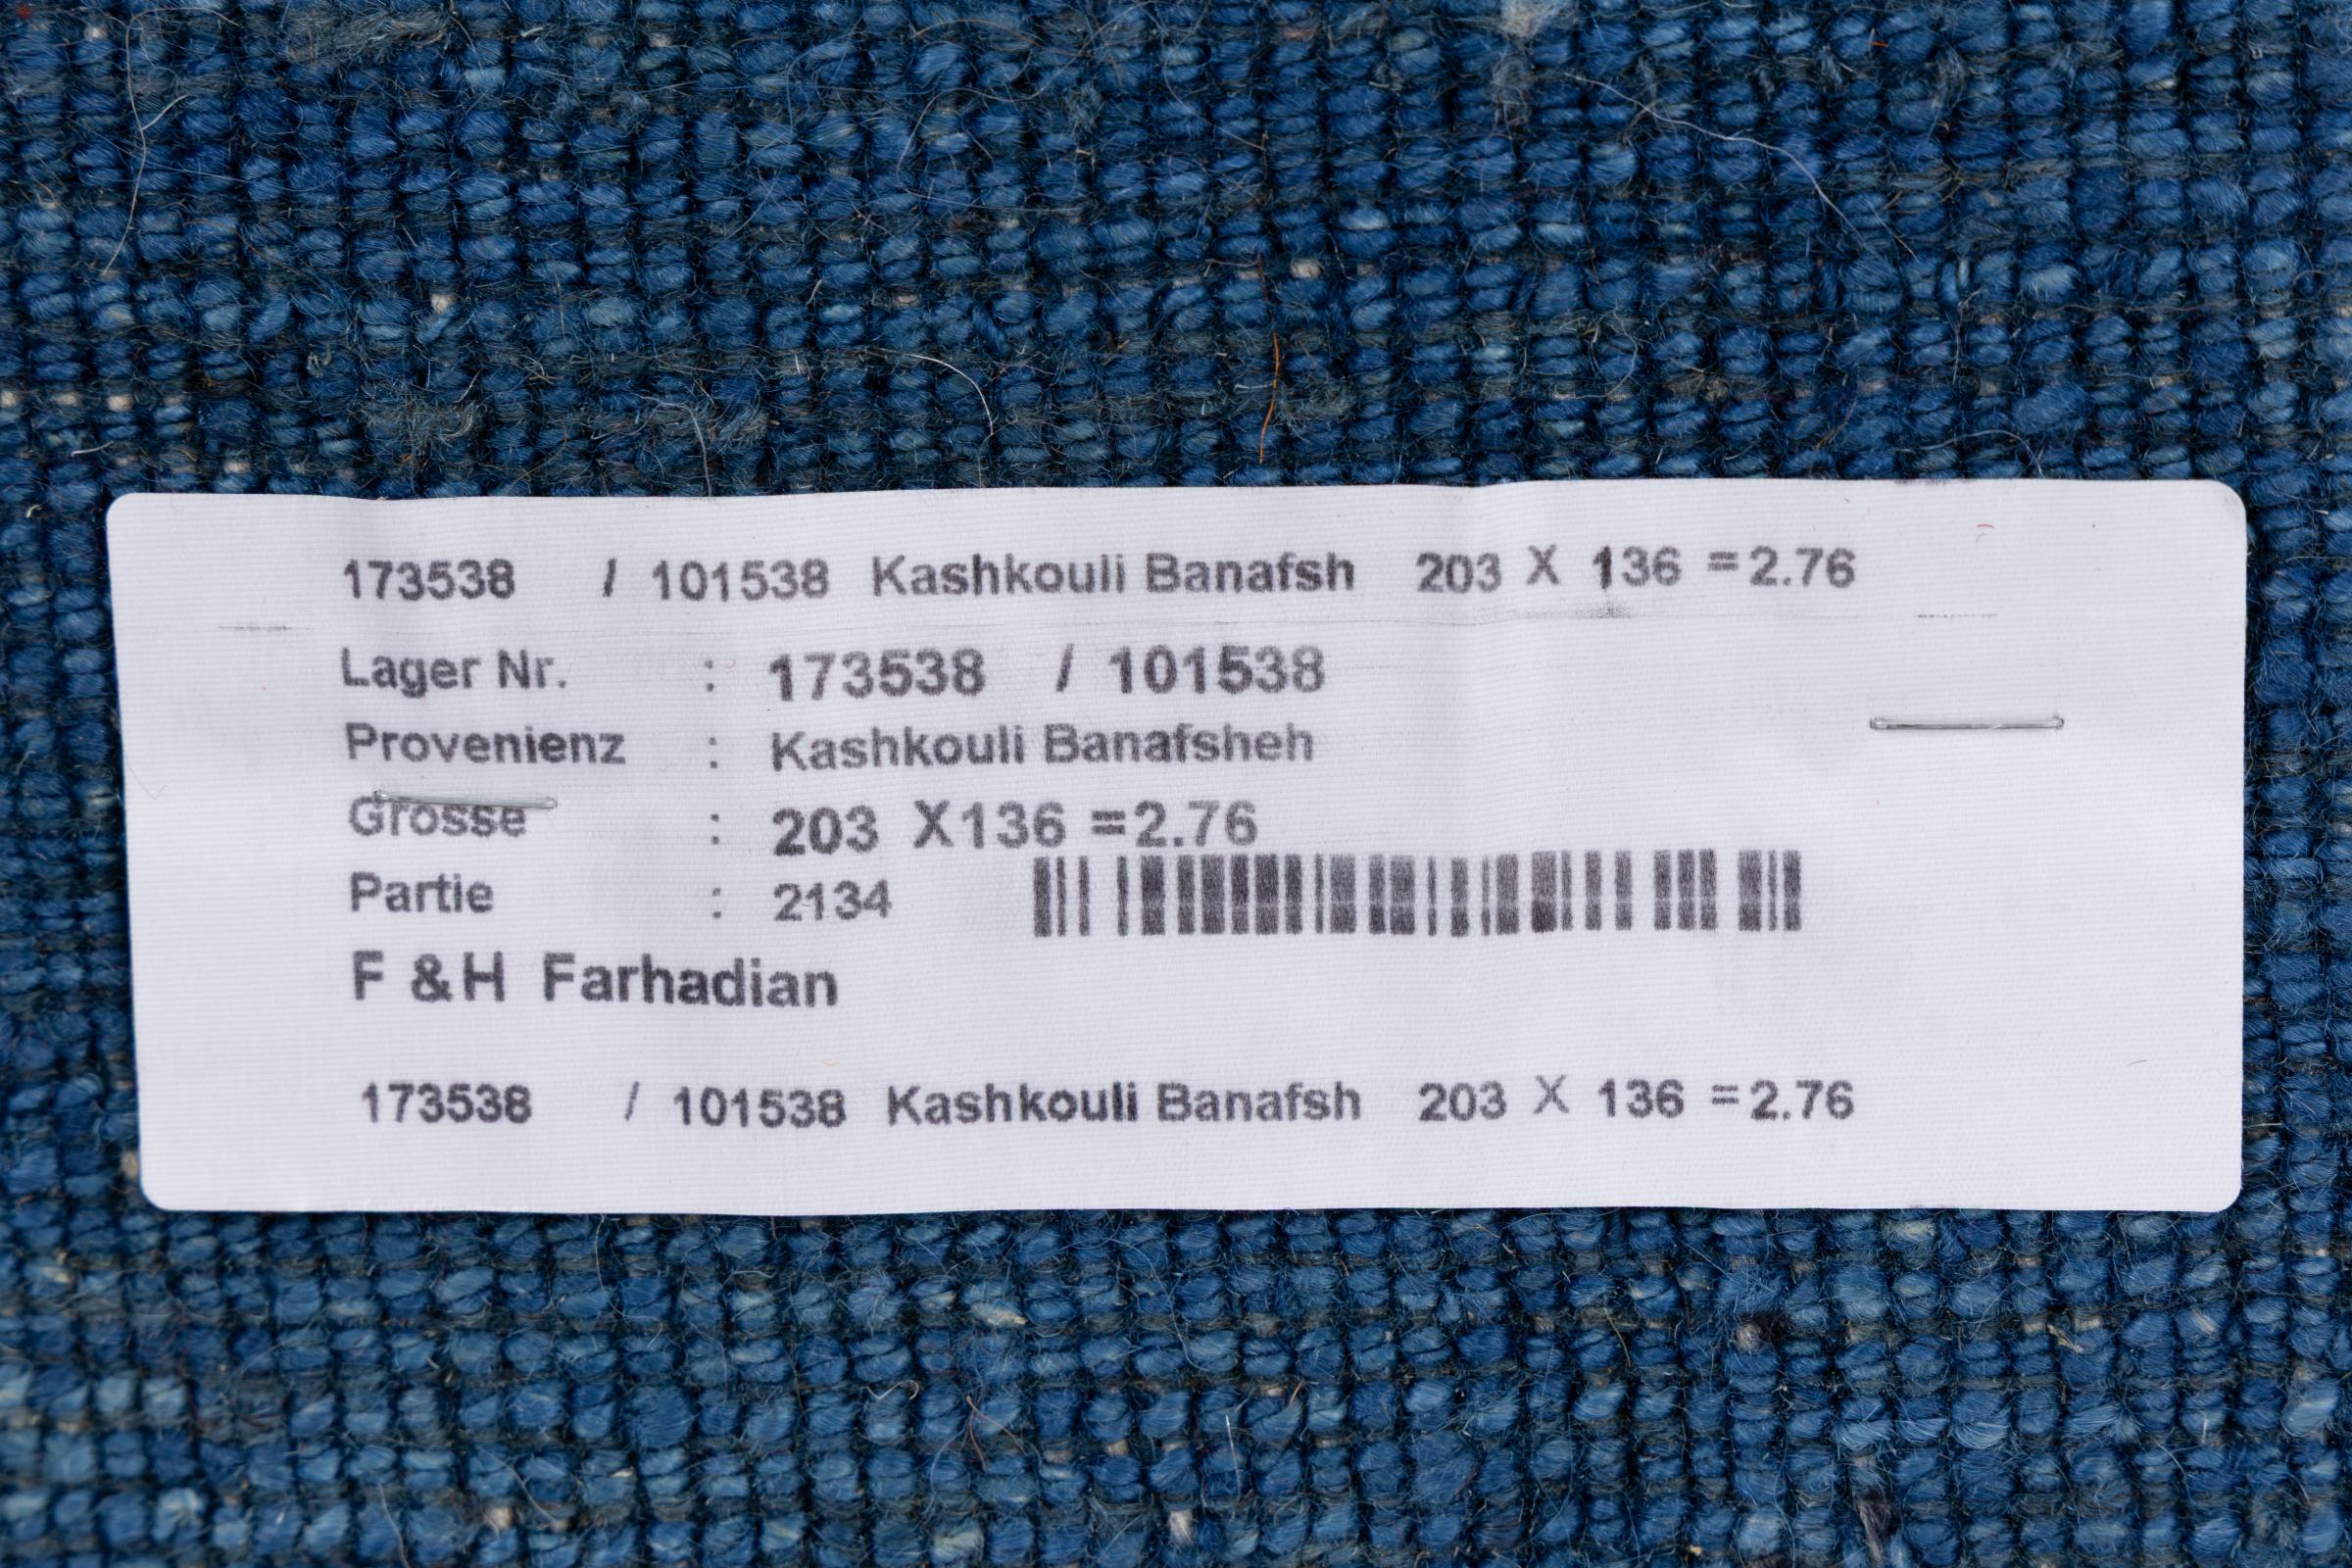 173538 / 101538 Kashkouli Banafsh 203 X 136 =2.76
Lager Nr. : 173538 / 101538
Provenienz : Kashkouli Banafsheh
Grosse : 203 X136 =2.76
Partie : 2134
F &H Farhadian
173538 / 101538 Kashkouli Banafsh 203 X 136 =2.76